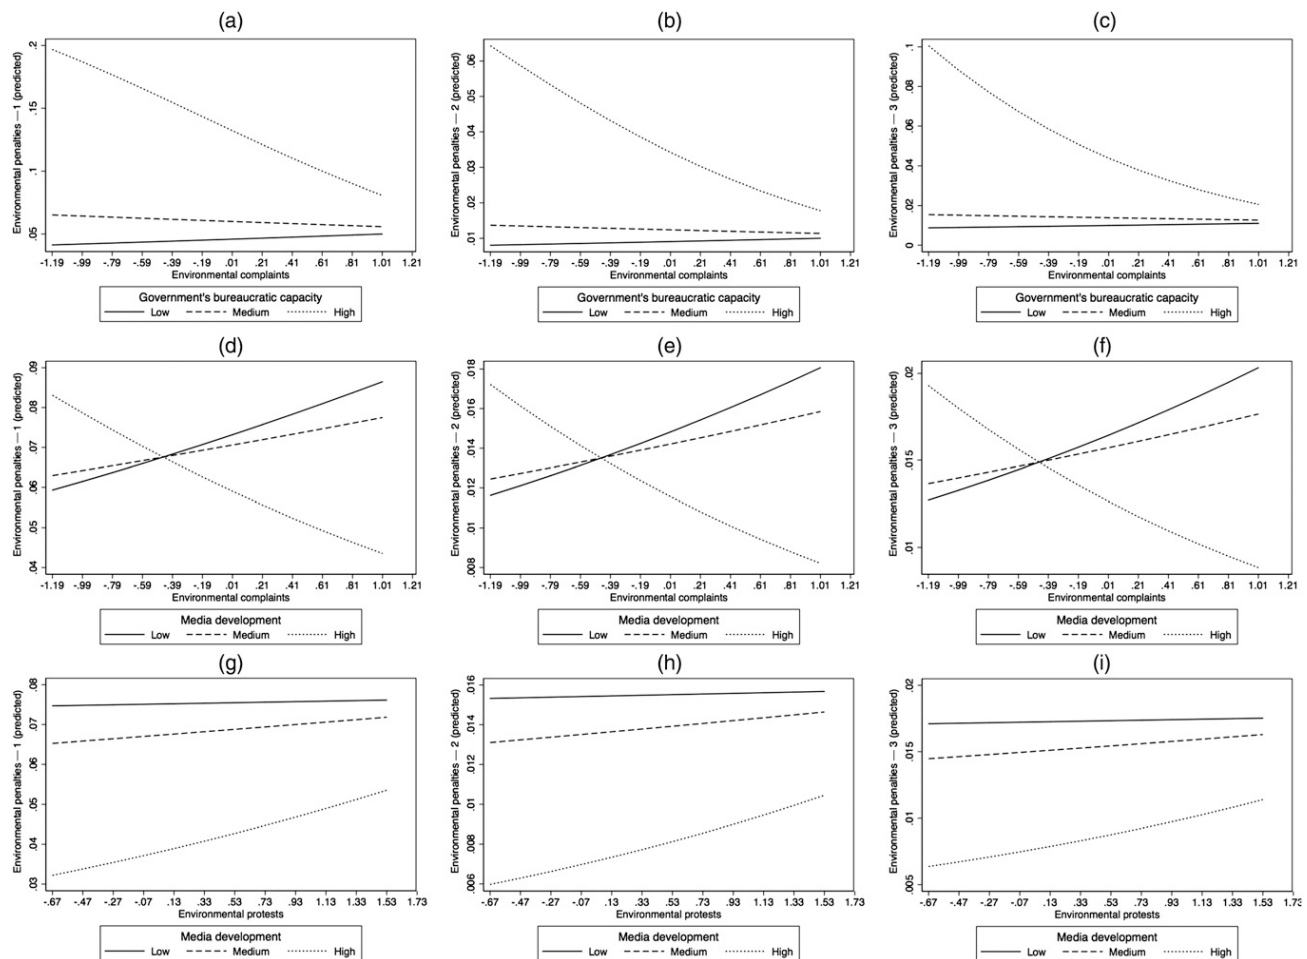 (a)
(b)
(c)
Environmental penalties — 1 (predicted)
.2
.15
.1
.05
-1.19 -.99 -.79 -.59 -.39 -.19 .01 .21 .41 .61 .81 1.01 1.21
Environmental complaints
Government's bureaucratic capacity
Low Medium High
Environmental penalties — 2 (predicted)
.06
.05
.04
.03
.02
.01
-1.19 -.99 -.79 -.59 -.39 -.19 .01 .21 .41 .61 .81 1.01 1.21
Environmental complaints
Government's bureaucratic capacity
Low Medium High
Environmental penalties — 3 (predicted)
.1
.08
.06
.04
.02
0
-1.19 -.99 -.79 -.59 -.39 -.19 .01 .21 .41 .61 .81 1.01 1.21
Environmental complaints
Government's bureaucratic capacity
Low Medium High
(d)
(e)
(f)
Environmental penalties — 1 (predicted)
.09
.08
.07
.06
.05
.04
-1.19 -.99 -.79 -.59 -.39 -.19 .01 .21 .41 .61 .81 1.01 1.21
Environmental complaints
Media development
Low Medium High
Environmental penalties — 2 (predicted)
.018
.016
.014
.012
.01
.008
-1.19 -.99 -.79 -.59 -.39 -.19 .01 .21 .41 .61 .81 1.01 1.21
Environmental complaints
Media development
Low Medium High
Environmental penalties — 3 (predicted)
.02
.015
.01
-1.19 -.99 -.79 -.59 -.39 -.19 .01 .21 .41 .61 .81 1.01 1.21
Environmental complaints
Media development
Low Medium High
(g)
(h)
(i)
Environmental penalties — 1 (predicted)
.08
.07
.06
.05
.04
.03
-.67 -.47 -.27 -.07 .13 .33 .53 .73 .93 1.13 1.33 1.53 1.73
Environmental protests
Media development
Low Medium High
Environmental penalties — 2 (predicted)
.016
.014
.012
.01
.008
.006
-.67 -.47 -.27 -.07 .13 .33 .53 .73 .93 1.13 1.33 1.53 1.73
Environmental protests
Media development
Low Medium High
Environmental penalties — 3 (predicted)
.02
.015
.01
.005
-.67 -.47 -.27 -.07 .13 .33 .53 .73 .93 1.13 1.33 1.53 1.73
Environmental protests
Media development
Low Medium High